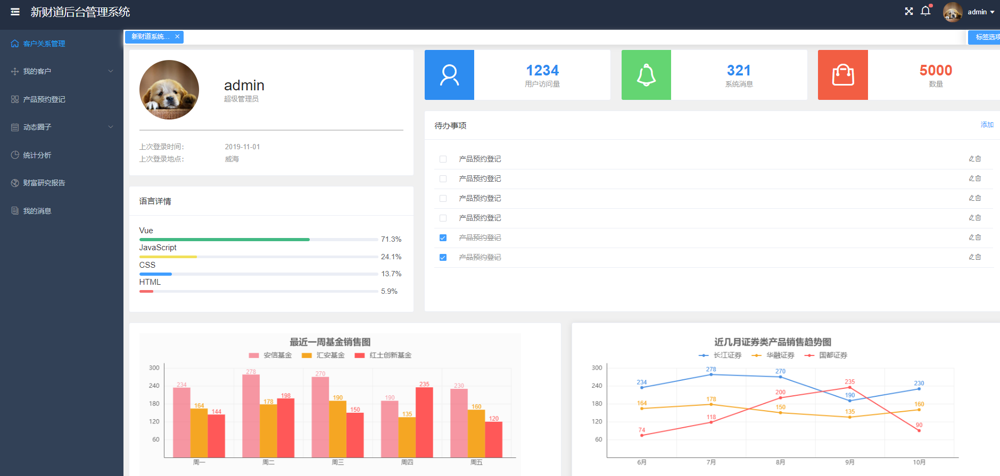 新财道后台管理系统
admin
客户关系管理
我的客户
产品预约登记
动态圈子
统计分析
财富研究报告
我的消息
新财道系统...
标签选项
admin
超级管理员
上次登录时间：
2019-11-01
上次登录地点：
威海
1234
用户访问量
321
系统消息
5000
数量
待办事项
添加
产品预约登记
产品预约登记
产品预约登记
产品预约登记
产品预约登记
产品预约登记
语言详情
Vue
71.3%
JavaScript
24.1%
CSS
13.7%
HTML
5.9%
最近一周基金销售图
安信基金 汇安基金 红土创新基金
300
240
180
120
60
234 164 144
278 178 198
270 190 150
190 135 235
230 160 120
周一 周二 周三 周四 周五
近几月证券类产品销售趋势图
长江证券 华融证券 国都证券
300
240
180
120
60
234 278 270 190 230
164 178 150 135 160
74 118 200 235 90
6月 7月 8月 9月 10月